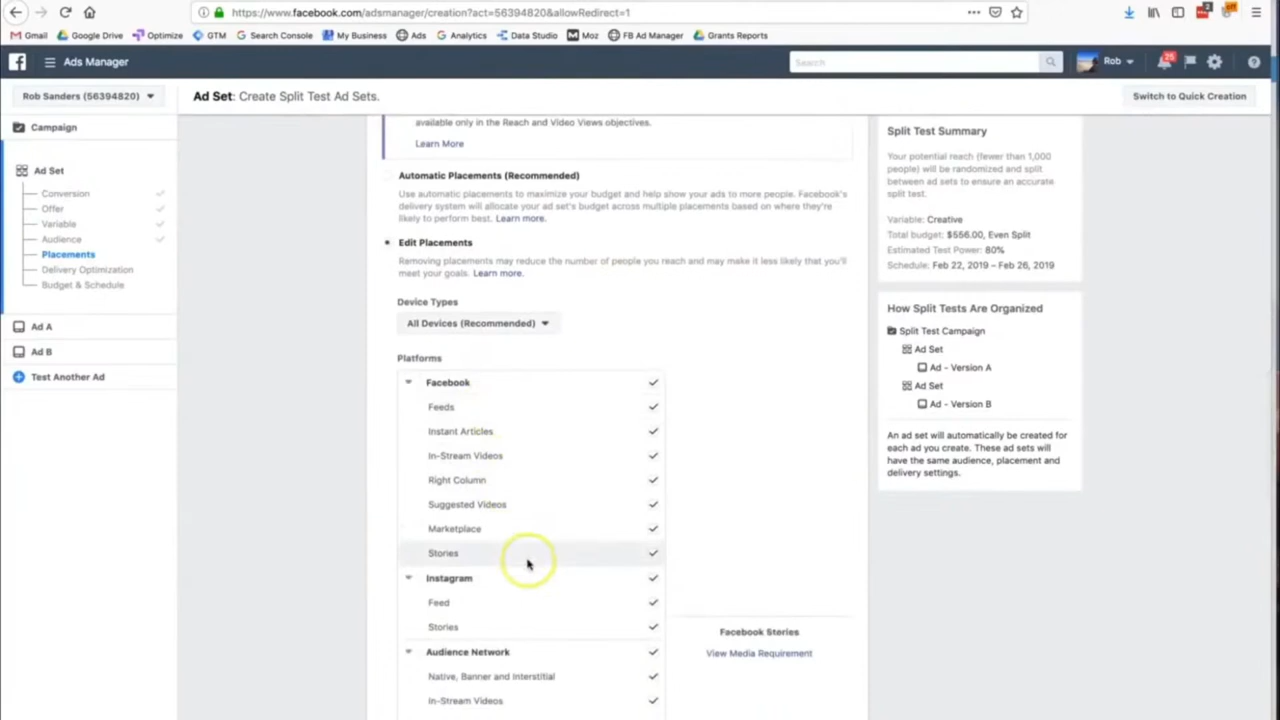 https://www.facebook.com/adsmanager/creation?act=56394820&allowRedirect=1
Gmail Google Drive Optimize GTM Search Console My Business Ads Analytics Data Studio Moz FB Ad Manager Grants Reports
Ads Manager
Search
Rob
25
Rob Sanders (56394820)
Ad Set: Create Split Test Ad Sets.
Switch to Quick Creation
Campaign
Ad Set
Conversion
Offer
Variable
Audience
Placements
Delivery Optimization
Budget & Schedule
Ad A
Ad B
Test Another Ad
available only in the Reach and Video Views objectives.
Learn More
Automatic Placements (Recommended)
Use automatic placements to maximize your budget and help show your ads to more people. Facebook's
delivery system will allocate your ad set's budget across multiple placements based on where they're
likely to perform best. Learn more.
Edit Placements
Removing placements may reduce the number of people you reach and may make it less likely that you'll
meet your goals. Learn more.
Device Types
All Devices (Recommended)
Platforms
Facebook
Feeds
Instant Articles
In-Stream Videos
Right Column
Suggested Videos
Marketplace
Stories
Instagram
Feed
Stories
Audience Network
Native, Banner and Interstitial
In-Stream Videos
Facebook Stories
View Media Requirement
Split Test Summary
Your potential reach (fewer than 1,000
people) will be randomized and split
between ad sets to ensure an accurate
split test.
Variable: Creative
Total budget: $556.00, Even Split
Estimated Test Power: 80%
Schedule: Feb 22, 2019 – Feb 26, 2019
How Split Tests Are Organized
Split Test Campaign
Ad Set
Ad - Version A
Ad Set
Ad - Version B
An ad set will automatically be created for
each ad you create. These ad sets will
have the same audience, placement and
delivery settings.